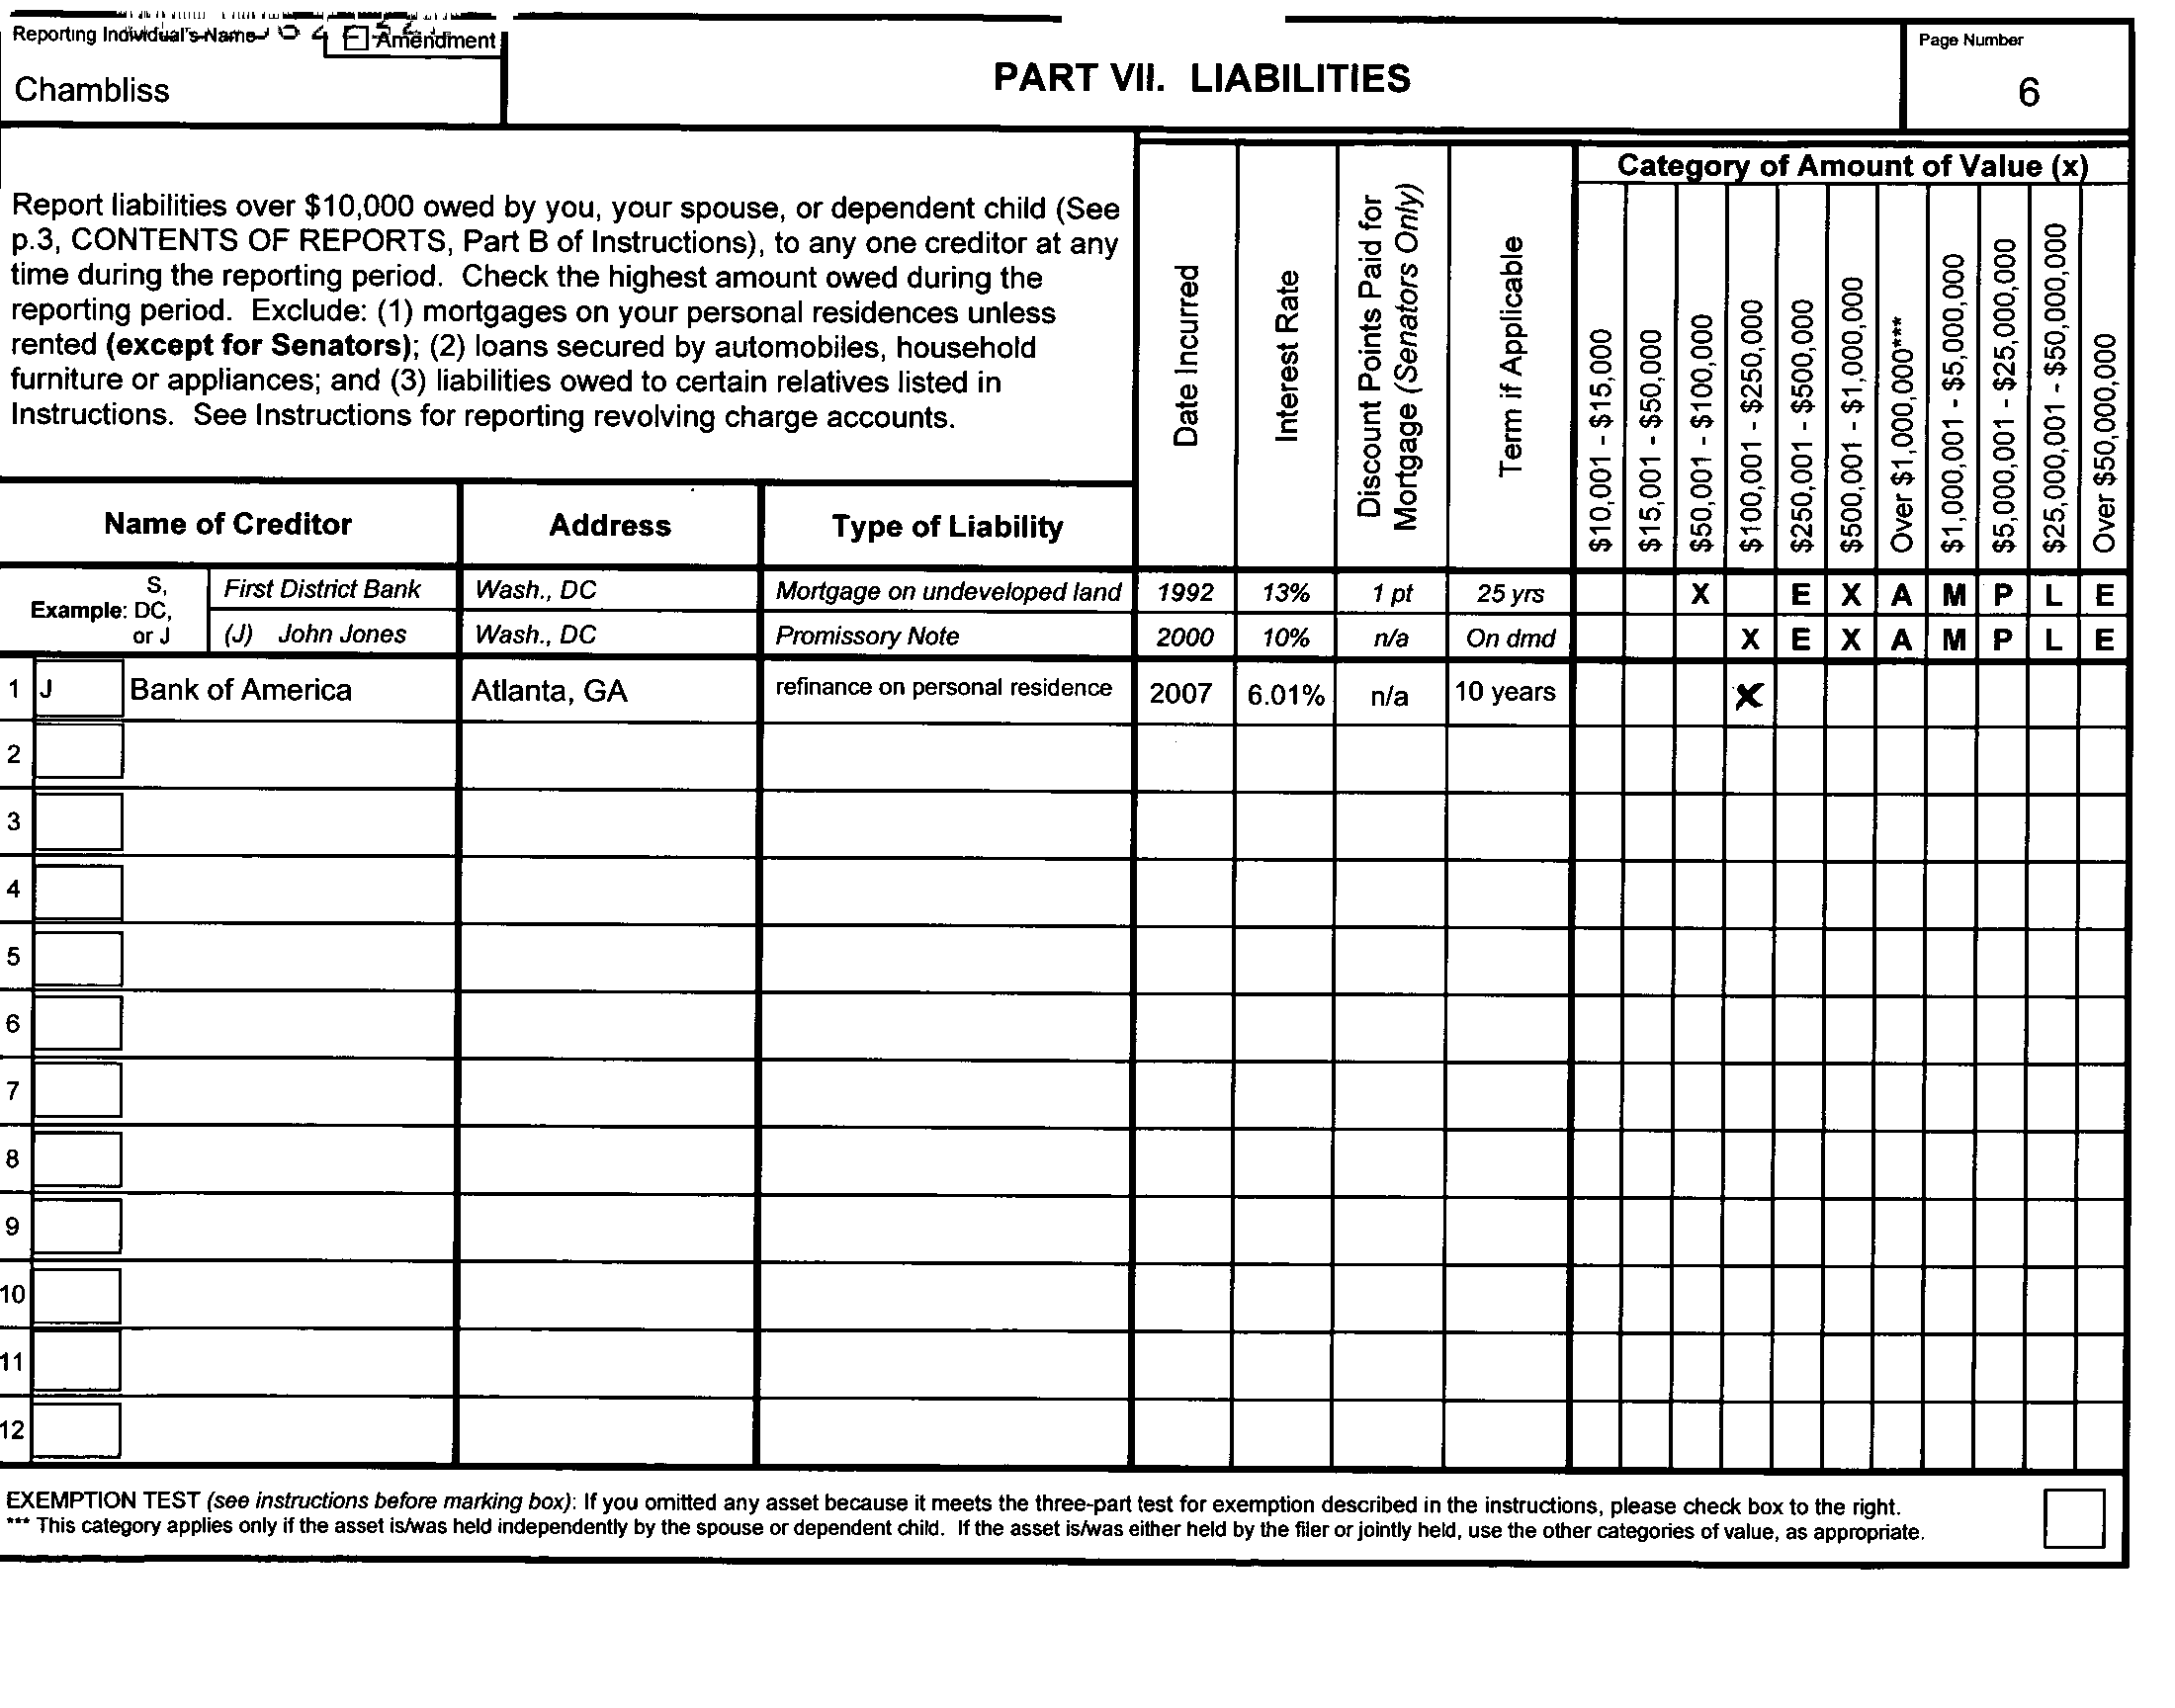 Reporting Individual's Name
Amendment
Chambliss
PART VII. LIABILITIES
Page Number
6
Report liabilities over $10,000 owed by you, your spouse, or dependent child (See
p.3, CONTENTS OF REPORTS, Part B of Instructions), to any one creditor at any
time during the reporting period. Check the highest amount owed during the
reporting period. Exclude: (1) mortgages on your personal residences unless
rented (except for Senators); (2) loans secured by automobiles, household
furniture or appliances; and (3) liabilities owed to certain relatives listed in
Instructions. See Instructions for reporting revolving charge accounts.
Date Incurred
Interest Rate
Discount Points Paid for
Mortgage (Senators Only)
Term if Applicable
Category of Amount of Value (x)
$10,001 - $15,000
$15,001 - $50,000
$50,001 - $100,000
$100,001 - $250,000
$250,001 - $500,000
$500,001 - $1,000,000
Over $1,000,000***
$1,000,001 - $5,000,000
$5,000,001 - $25,000,000
$25,000,001 - $50,000,000
Over $50,000,000
Name of Creditor Address Type of Liability
Example: S, DC, or J
First District Bank Wash., DC Mortgage on undeveloped land 1992 13% 1 pt 25 yrs X E X A M P L E
(J) John Jones Wash., DC Promissory Note 2000 10% n/a On dmd X E X A M P L E
1 J Bank of America Atlanta, GA refinance on personal residence 2007 6.01% n/a 10 years X
2
3
4
5
6
7
8
9
10
11
12
EXEMPTION TEST (see instructions before marking box): If you omitted any asset because it meets the three-part test for exemption described in the instructions, please check box to the right.
*** This category applies only if the asset is/was held independently by the spouse or dependent child. If the asset is/was either held by the filer or jointly held, use the other categories of value, as appropriate.